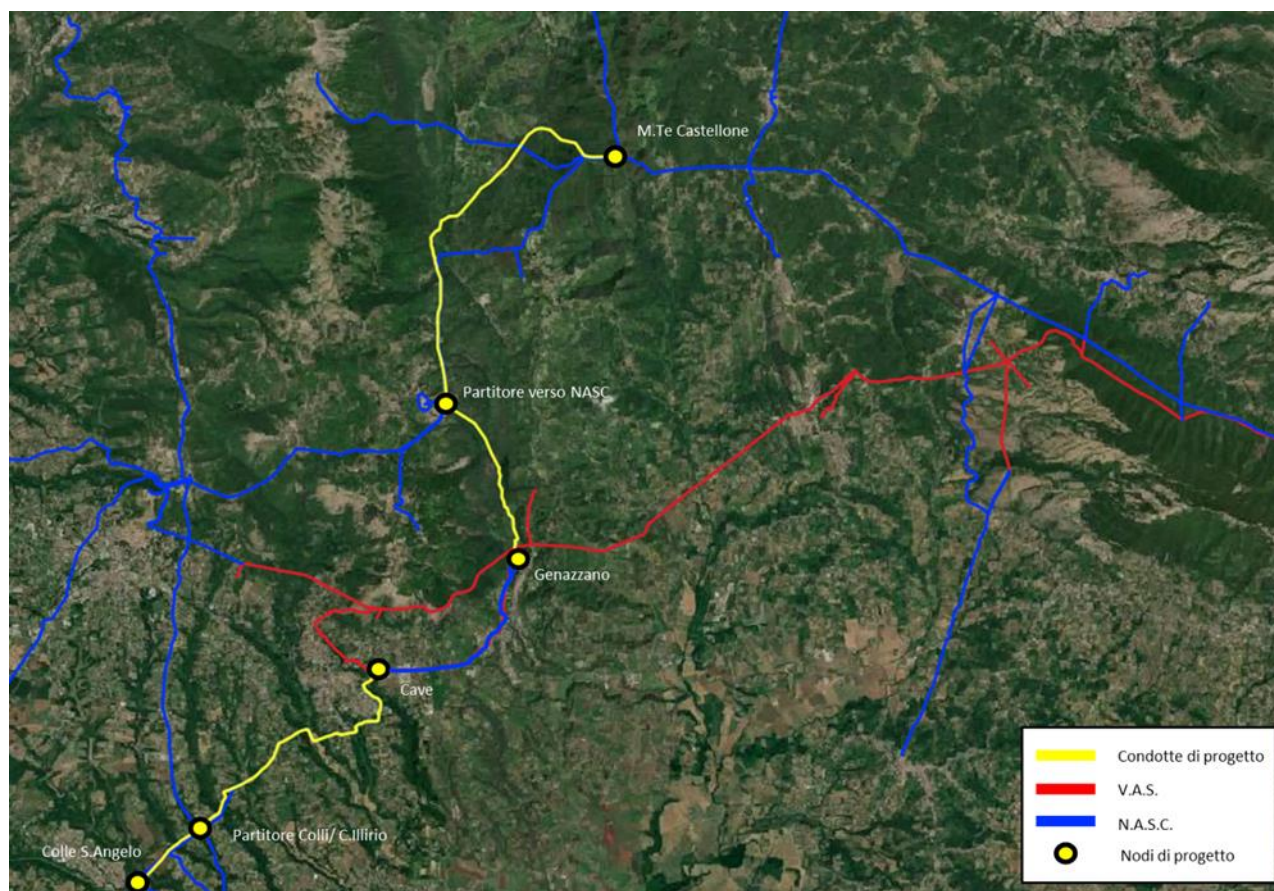 M.Te Castellone
Partitore verso NASC
Genazzano
Cave
Partitore Colli/ C.Illirio
Colle S.Angelo
Condotte di progetto
V.A.S.
N.A.S.C.
Nodi di progetto